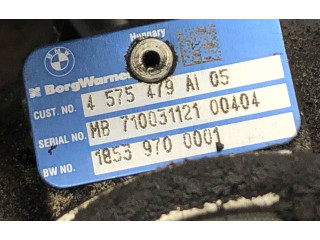 Hungary
BMW
BorgWarner
CUST. NO. 4 575 479 AI 05
SERIAL NO. MB 710031121 00404
BW NO. 1853 970 0001